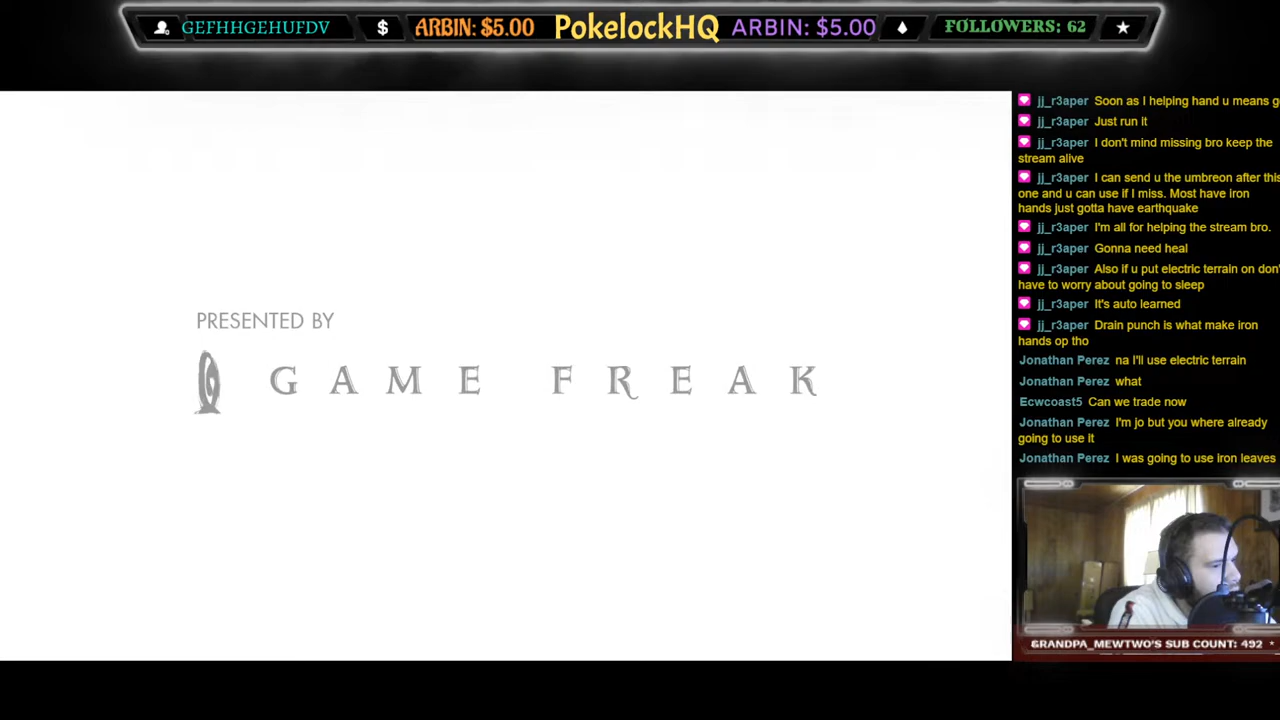 GEFHHGEHUFDV
$
ARBIN: $5.00
PokelockHQ
ARBIN: $5.00
FOLLOWERS: 62
PRESENTED BY
GAME FREAK
jj_r3aper Soon as I helping hand u means
jj_r3aper Just run it
jj_r3aper I don't mind missing bro keep the
stream alive
jj_r3aper I can send u the umbreon after this
one and u can use if I miss. Most have iron
hands just gotta have earthquake
jj_r3aper I'm all for helping the stream bro.
jj_r3aper Gonna need heal
jj_r3aper Also if u put electric terrain on don'
have to worry about going to sleep
jj_r3aper It's auto learned
jj_r3aper Drain punch is what make iron
hands op tho
Jonathan Perez na I'll use electric terrain
Jonathan Perez what
Ecwcoast5 Can we trade now
Jonathan Perez I'm jo but you where already
going to use it
Jonathan Perez I was going to use iron leaves
GRANDPA_MEWTWO'S SUB COUNT: 492 *